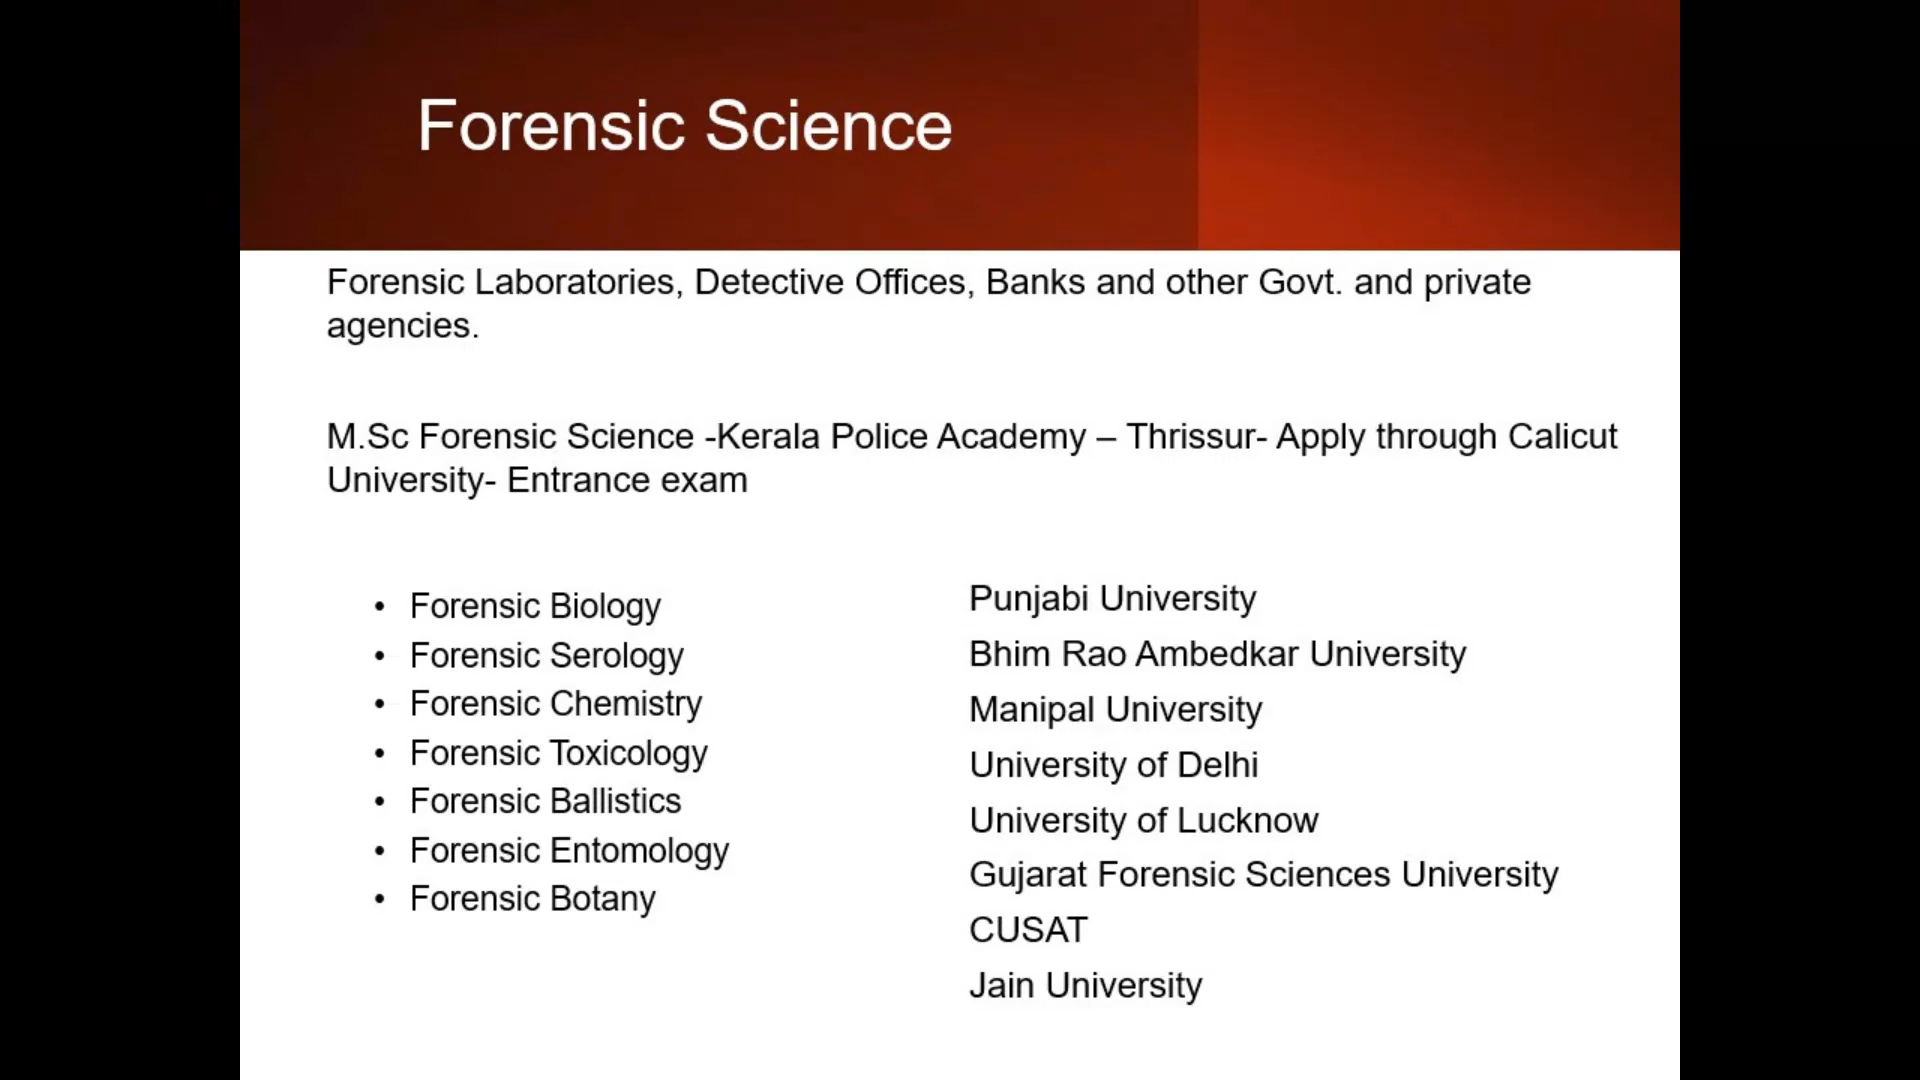 Forensic Science
Forensic Laboratories, Detective Offices, Banks and other Govt. and private
agencies.
M.Sc Forensic Science -Kerala Police Academy – Thrissur- Apply through Calicut
University- Entrance exam
• Forensic Biology
• Forensic Serology
• Forensic Chemistry
• Forensic Toxicology
• Forensic Ballistics
• Forensic Entomology
• Forensic Botany
Punjabi University
Bhim Rao Ambedkar University
Manipal University
University of Delhi
University of Lucknow
Gujarat Forensic Sciences University
CUSAT
Jain University